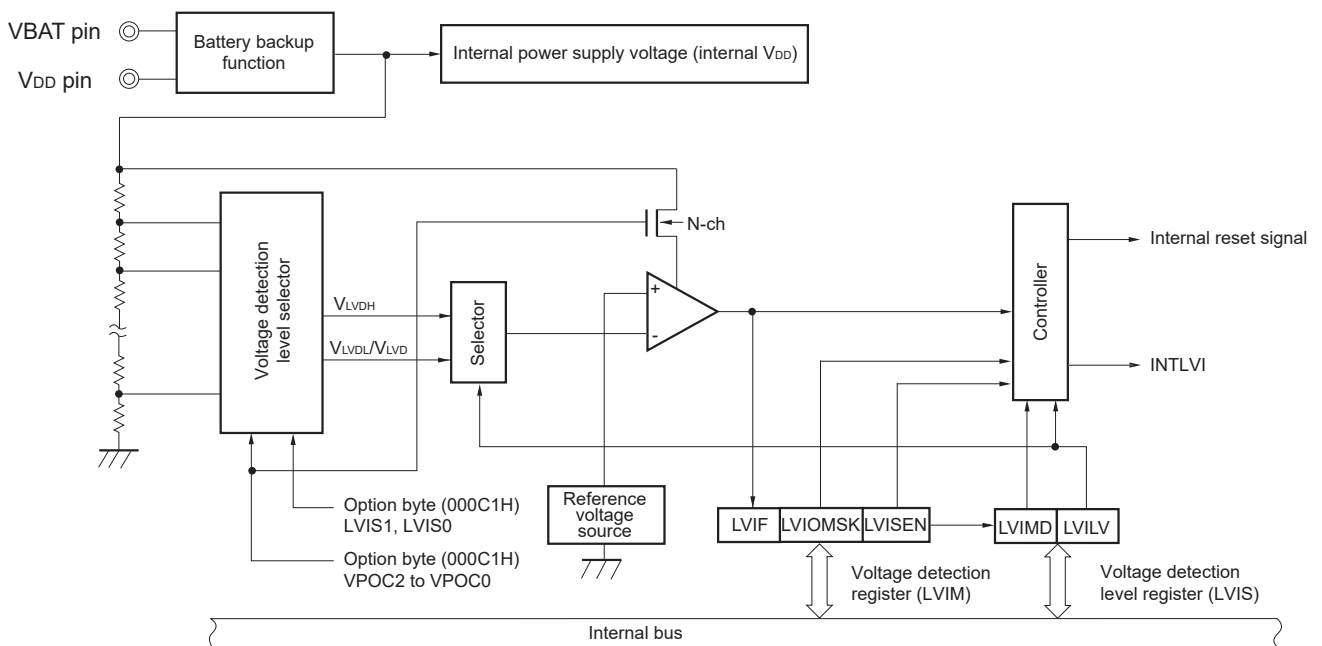 VBAT pin
VDD pin
Battery backup
function
Internal power supply voltage (internal VDD)
N-ch
Voltage detection
level selector
VLVDH
VLVDL/VLVD
Selector
+
-
Controller
Internal reset signal
INTLVI
Option byte (000C1H)
LVIS1, LVIS0
Option byte (000C1H)
VPOC2 to VPOC0
Reference
voltage
source
LVIF
LVIOMSK
LVISEN
LVIMD
LVILV
Voltage detection
register (LVIM)
Voltage detection
level register (LVIS)
Internal bus